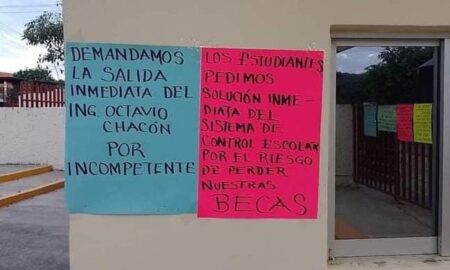 DEMANDAMOS
LA SALIDA
INMEDIATA DEL
ING. OCTAVIO
CHACÓN
POR
INCOMPETENTE
LOS ESTUDIANTES
PEDIMOS
SOLUCIÓN INME-
DIATA DEL
SISTEMA DE
CONTROL ESCOLAR
POR EL RIESGO
DE PERDER
NUESTRAS
BECAS